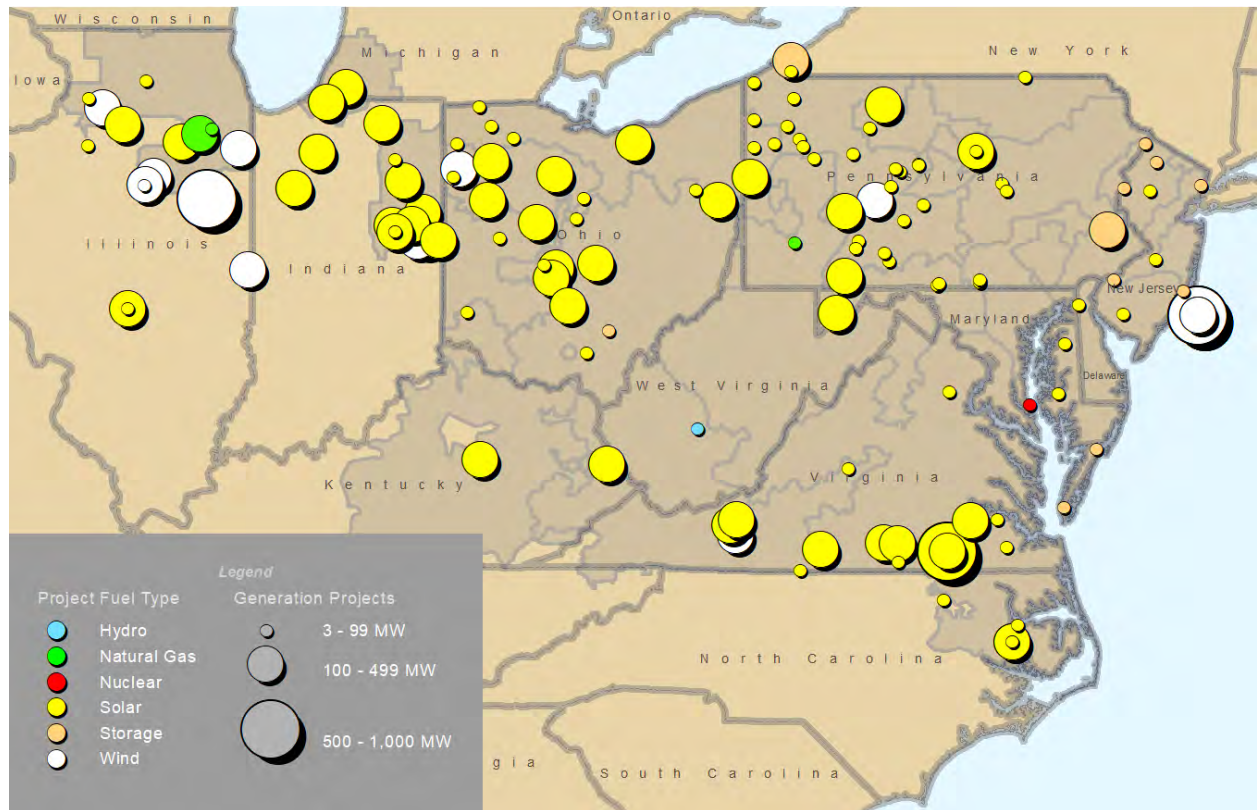 Wisconsin
Ontario
Michigan
New York
Iowa
Pennsylvania
Illinois
Ohio
Indiana
New Jersey
Maryland
Delaware
West Virginia
Kentucky
Virginia
North Carolina
gia
South Carolina
Legend
Project Fuel Type
Generation Projects
Hydro
3 - 99 MW
Natural Gas
100 - 499 MW
Nuclear
Solar
Storage
500 - 1,000 MW
Wind